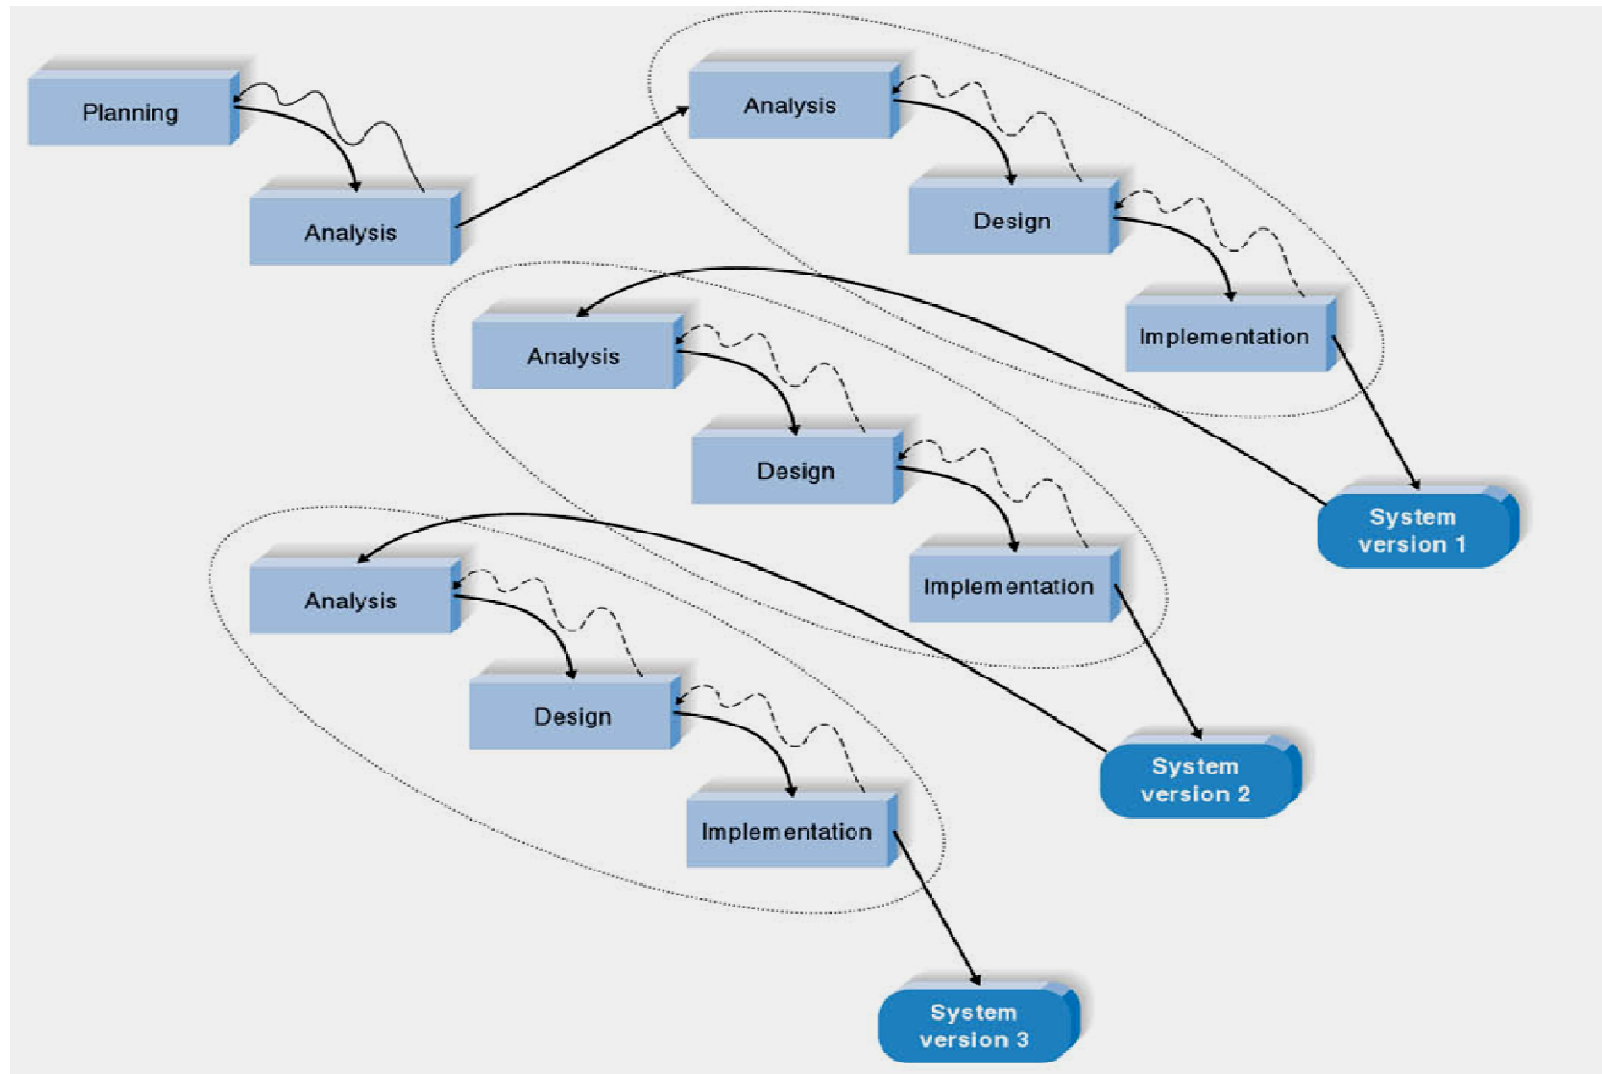 Planning
Analysis
Analysis
Design
Implementation
System
version 1
Analysis
Design
Implementation
System
version 2
Analysis
Design
Implementation
System
version 3